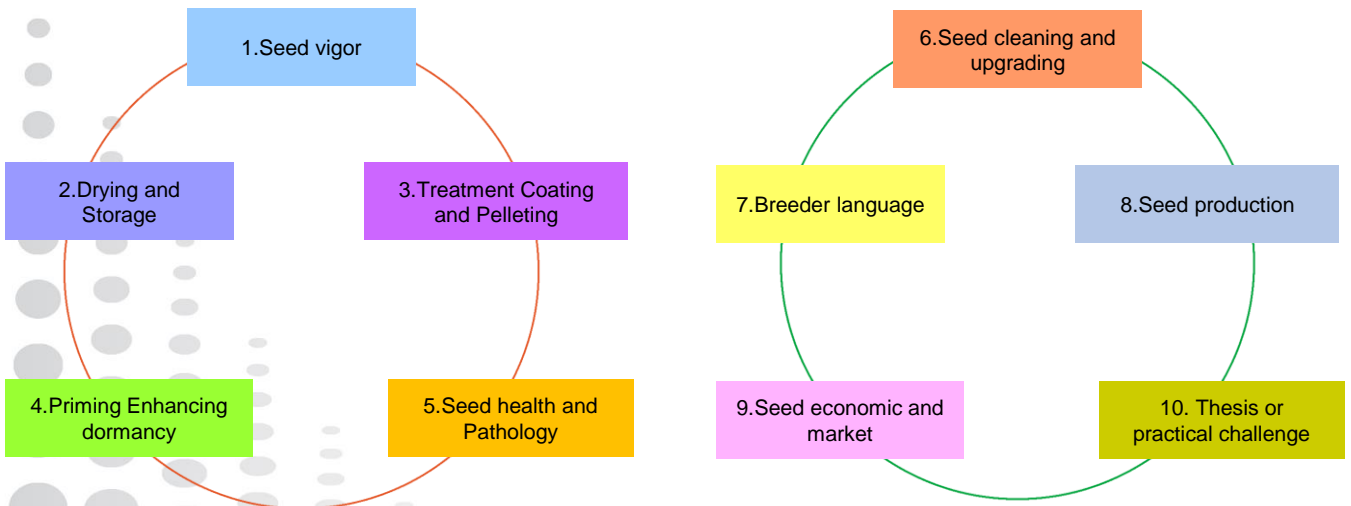 1.Seed vigor
2.Drying and
Storage
3.Treatment Coating
and Pelleting
4.Priming Enhancing
dormancy
5.Seed health and
Pathology
6.Seed cleaning and
upgrading
7.Breeder language
8.Seed production
9.Seed economic and
market
10. Thesis or
practical challenge